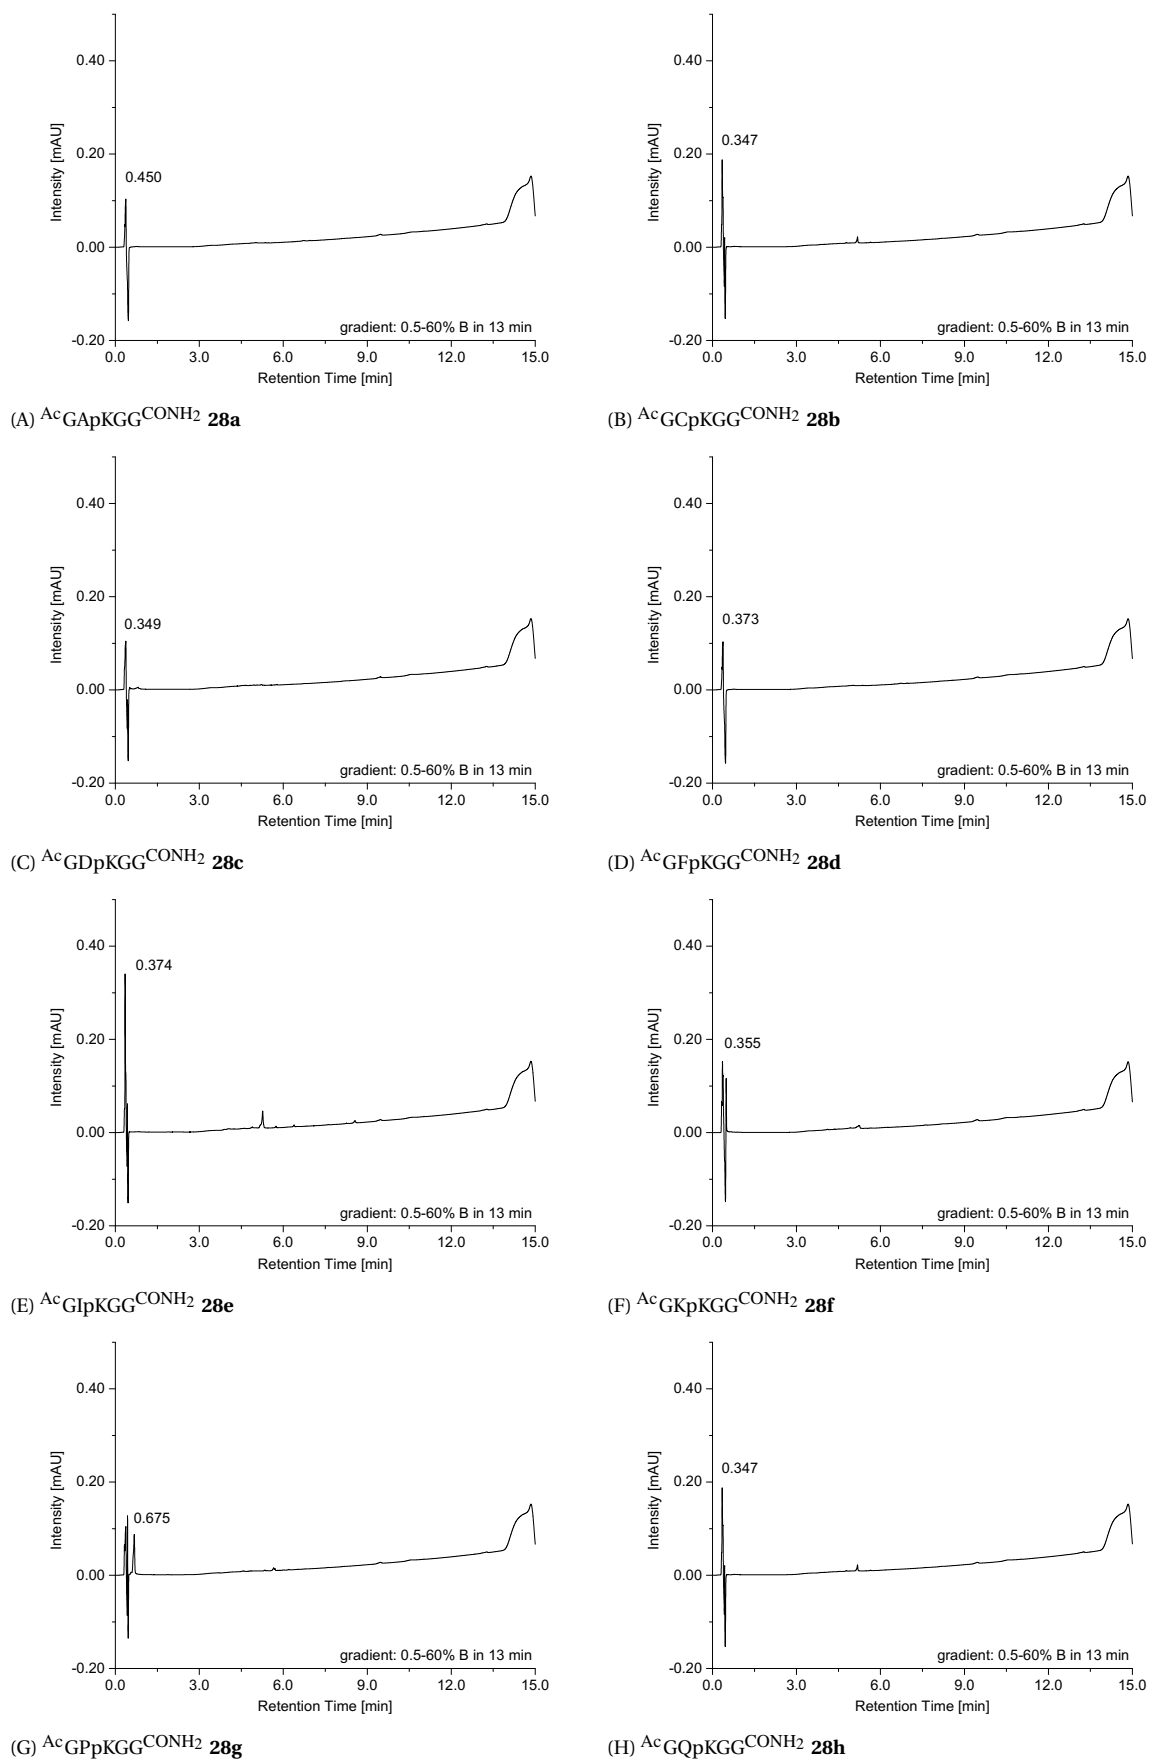 0.40
0.20
0.00
-0.20
Intensity [mAU]
0.450
gradient: 0.5-60% B in 13 min
0.0 3.0 6.0 9.0 12.0 15.0
Retention Time [min]
(A) AcGApKGGCONH2 28a
0.40
0.20
0.00
-0.20
Intensity [mAU]
0.347
gradient: 0.5-60% B in 13 min
0.0 3.0 6.0 9.0 12.0 15.0
Retention Time [min]
(B) AcGCpKGGCONH2 28b
0.40
0.20
0.00
-0.20
Intensity [mAU]
0.349
gradient: 0.5-60% B in 13 min
0.0 3.0 6.0 9.0 12.0 15.0
Retention Time [min]
(C) AcGDpKGGCONH2 28c
0.40
0.20
0.00
-0.20
Intensity [mAU]
0.373
gradient: 0.5-60% B in 13 min
0.0 3.0 6.0 9.0 12.0 15.0
Retention Time [min]
(D) AcGFpKGGCONH2 28d
0.40
0.20
0.00
-0.20
Intensity [mAU]
0.374
gradient: 0.5-60% B in 13 min
0.0 3.0 6.0 9.0 12.0 15.0
Retention Time [min]
(E) AcGIpKGGCONH2 28e
0.40
0.20
0.00
-0.20
Intensity [mAU]
0.355
gradient: 0.5-60% B in 13 min
0.0 3.0 6.0 9.0 12.0 15.0
Retention Time [min]
(F) AcGKpKGGCONH2 28f
0.40
0.20
0.00
-0.20
Intensity [mAU]
0.675
gradient: 0.5-60% B in 13 min
0.0 3.0 6.0 9.0 12.0 15.0
Retention Time [min]
(G) AcGPpKGGCONH2 28g
0.40
0.20
0.00
-0.20
Intensity [mAU]
0.347
gradient: 0.5-60% B in 13 min
0.0 3.0 6.0 9.0 12.0 15.0
Retention Time [min]
(H) AcGQpKGGCONH2 28h